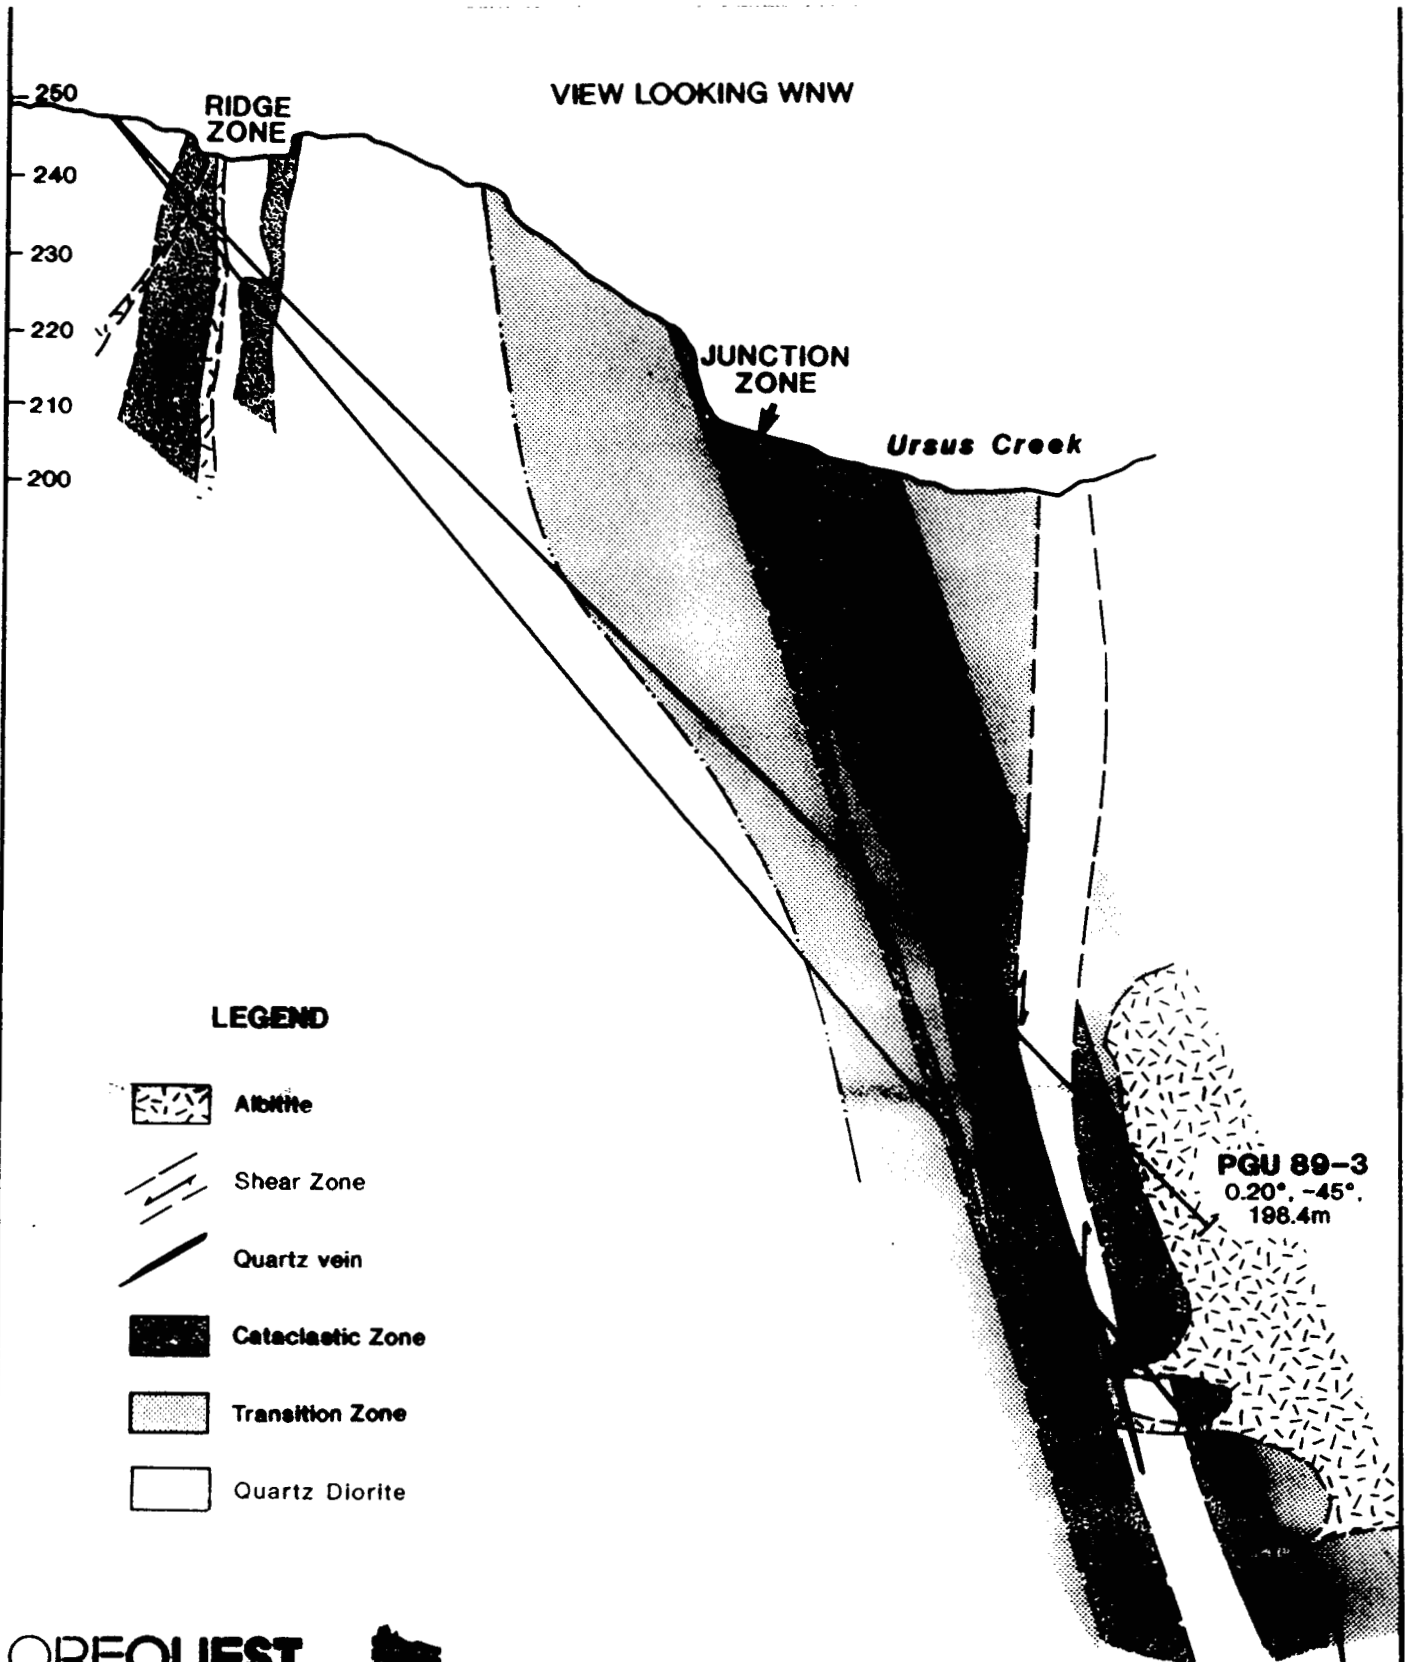 VIEW LOOKING WNW
250
RIDGE
ZONE
240
230
220
210
200
JUNCTION
ZONE
Ursus Creek
LEGEND
Albitite
Shear Zone
Quartz vein
Cataclastic Zone
Transition Zone
Quartz Diorite
PGU 89-3
0.20°, -45°,
198.4m
OREQUEST